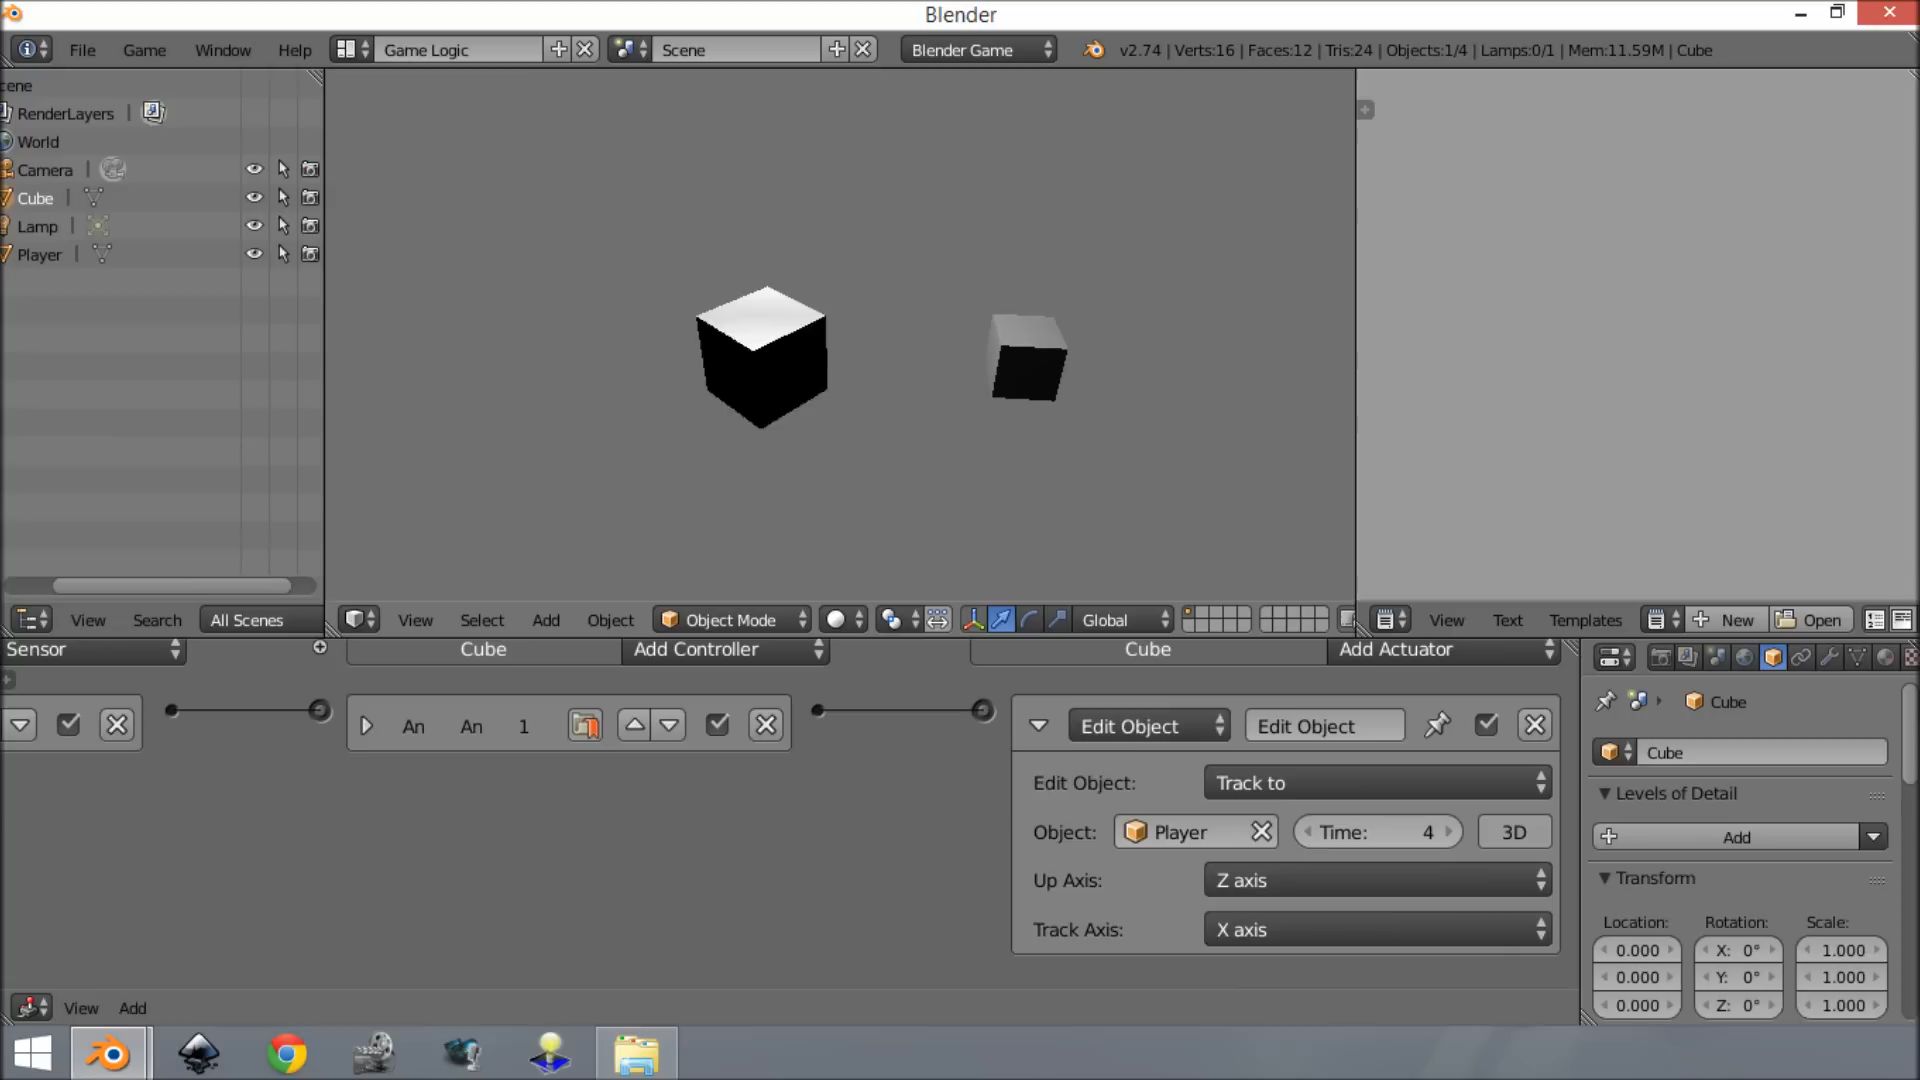 Blender
File Game Window Help Game Logic Scene Blender Game v2.74 | Verts:16 | Faces:12 | Tris:24 | Objects:1/4 | Lamps:0/1 | Mem:11.59M | Cube
cene
RenderLayers
World
Camera
Cube
Lamp
Player
View Search All Scenes View Select Add Object Object Mode Global View Text Templates New Open
Sensor Cube Add Controller Cube Add Actuator
Cube
An An 1 Edit Object Edit Object
Cube
Edit Object: Track to
Levels of Detail
Object: Player Time: 4 3D
Add
Up Axis: Z axis
Transform
Track Axis: X axis
Location: Rotation: Scale:
0.000 X: 0° 1.000
0.000 Y: 0° 1.000
0.000 Z: 0° 1.000
View Add